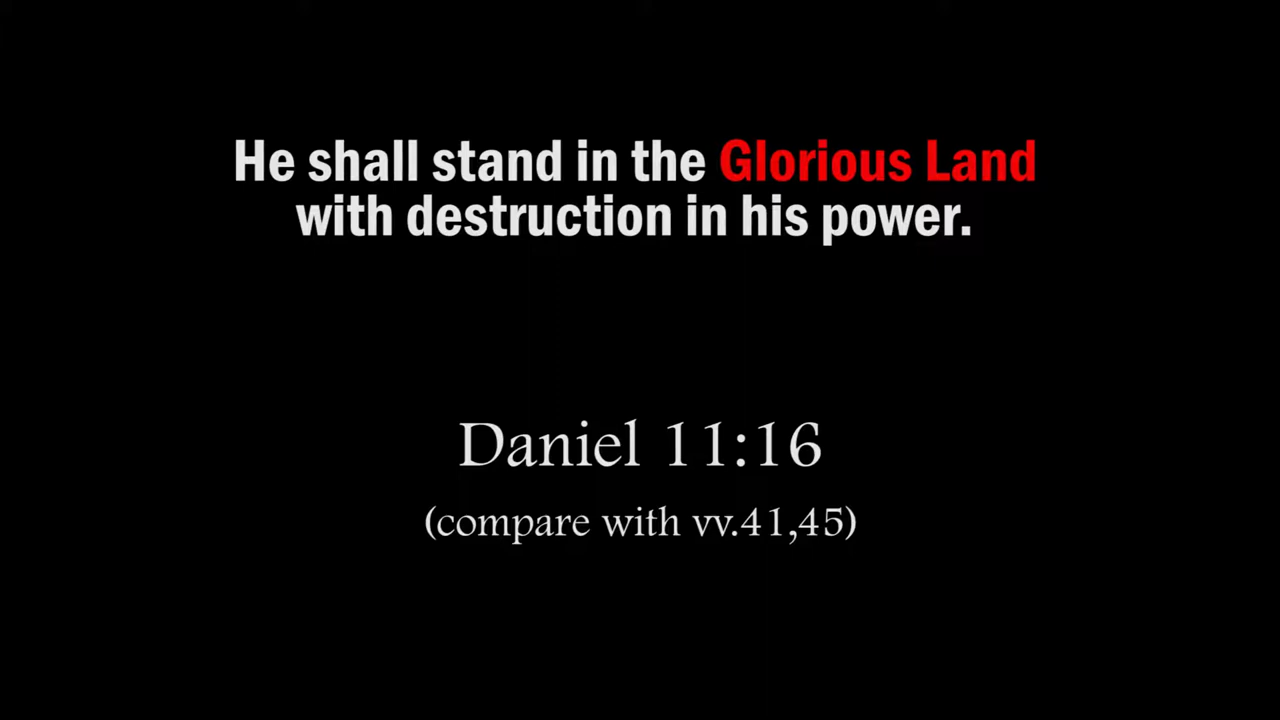 He shall stand in the Glorious Land
with destruction in his power.
Daniel 11:16
(compare with vv.41,45)